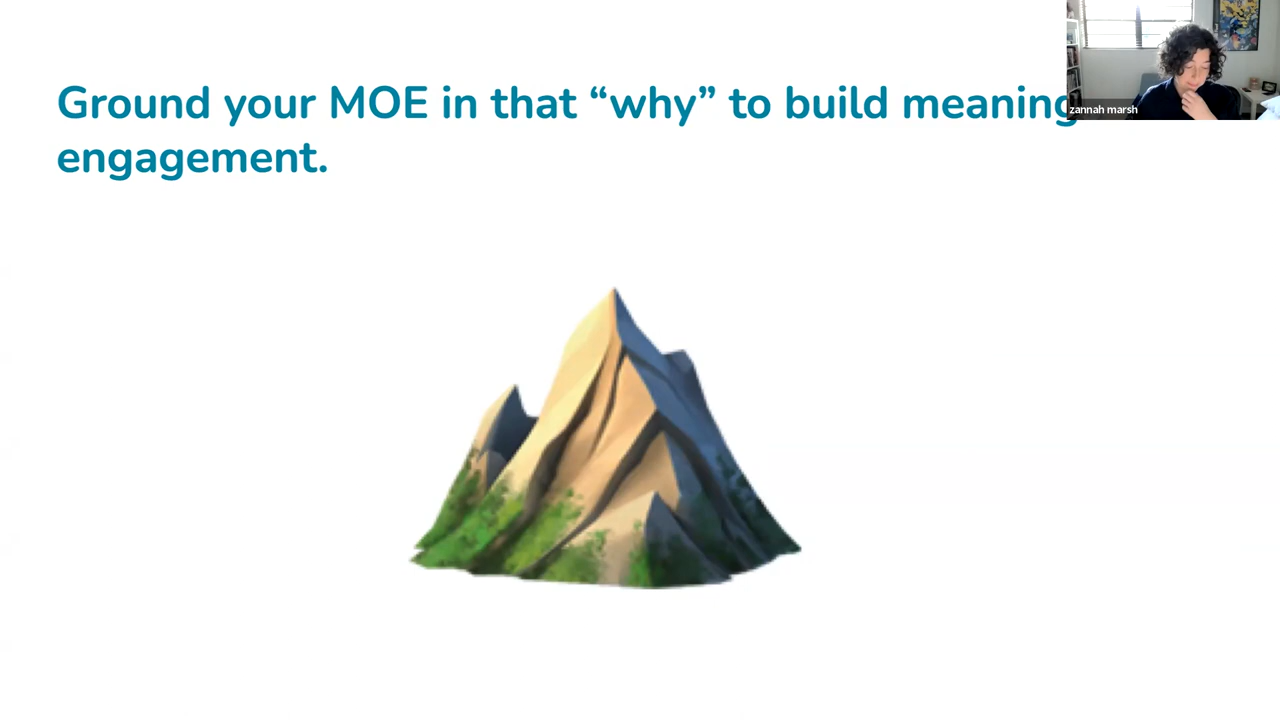 Ground your MOE in that “why” to build meaning
engagement.
zannah marsh